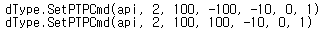 dType.SetPTPCmd(api, 2, 100, -100, -10, 0, 1)
dType.SetPTPCmd(api, 2, 100, 100, -10, 0, 1)